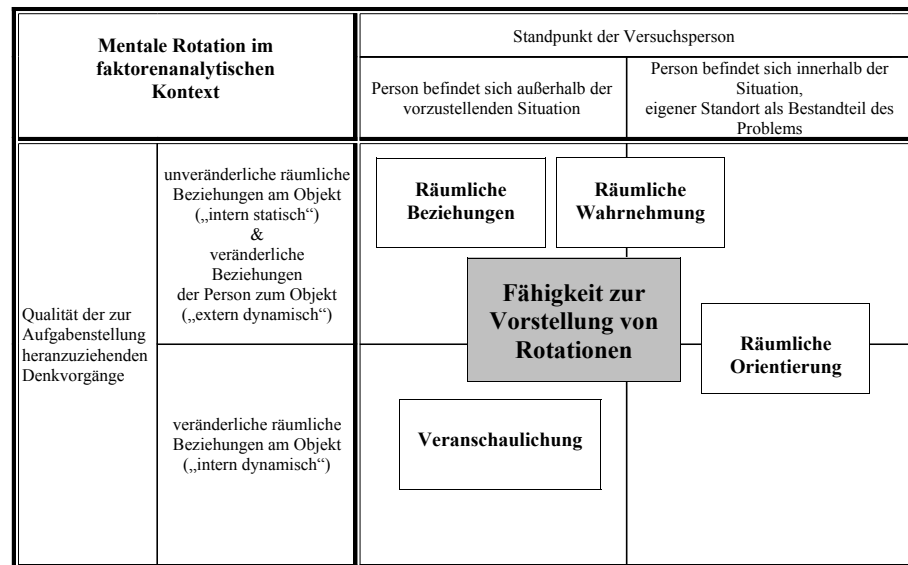 Mentale Rotation im
faktorenanalytischen
Kontext
Standpunkt der Versuchsperson
Person befindet sich außerhalb der
vorzustellenden Situation
Person befindet sich innerhalb der
Situation,
eigener Standort als Bestandteil des
Problems
Qualität der zur
Aufgabenstellung
heranzuziehenden
Denkvorgänge
unveränderliche räumliche
Beziehungen am Objekt
(„intern statisch“)
&
veränderliche
Beziehungen
der Person zum Objekt
(„extern dynamisch“)
Räumliche
Beziehungen
Räumliche
Wahrnehmung
Fähigkeit zur
Vorstellung von
Rotationen
Räumliche
Orientierung
veränderliche räumliche
Beziehungen am Objekt
(„intern dynamisch“)
Veranschaulichung